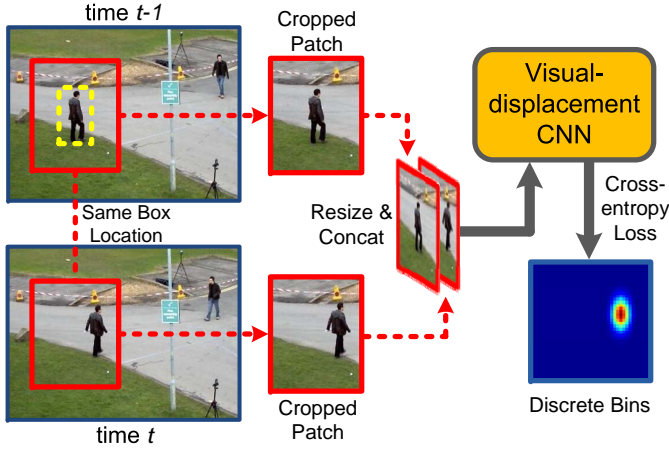 time t-1
Cropped
Patch
Visual-
displacement
CNN
Same Box
Location
Resize &
Concat
Cross-
entropy
Loss
Cropped
Patch
Discrete Bins
time t